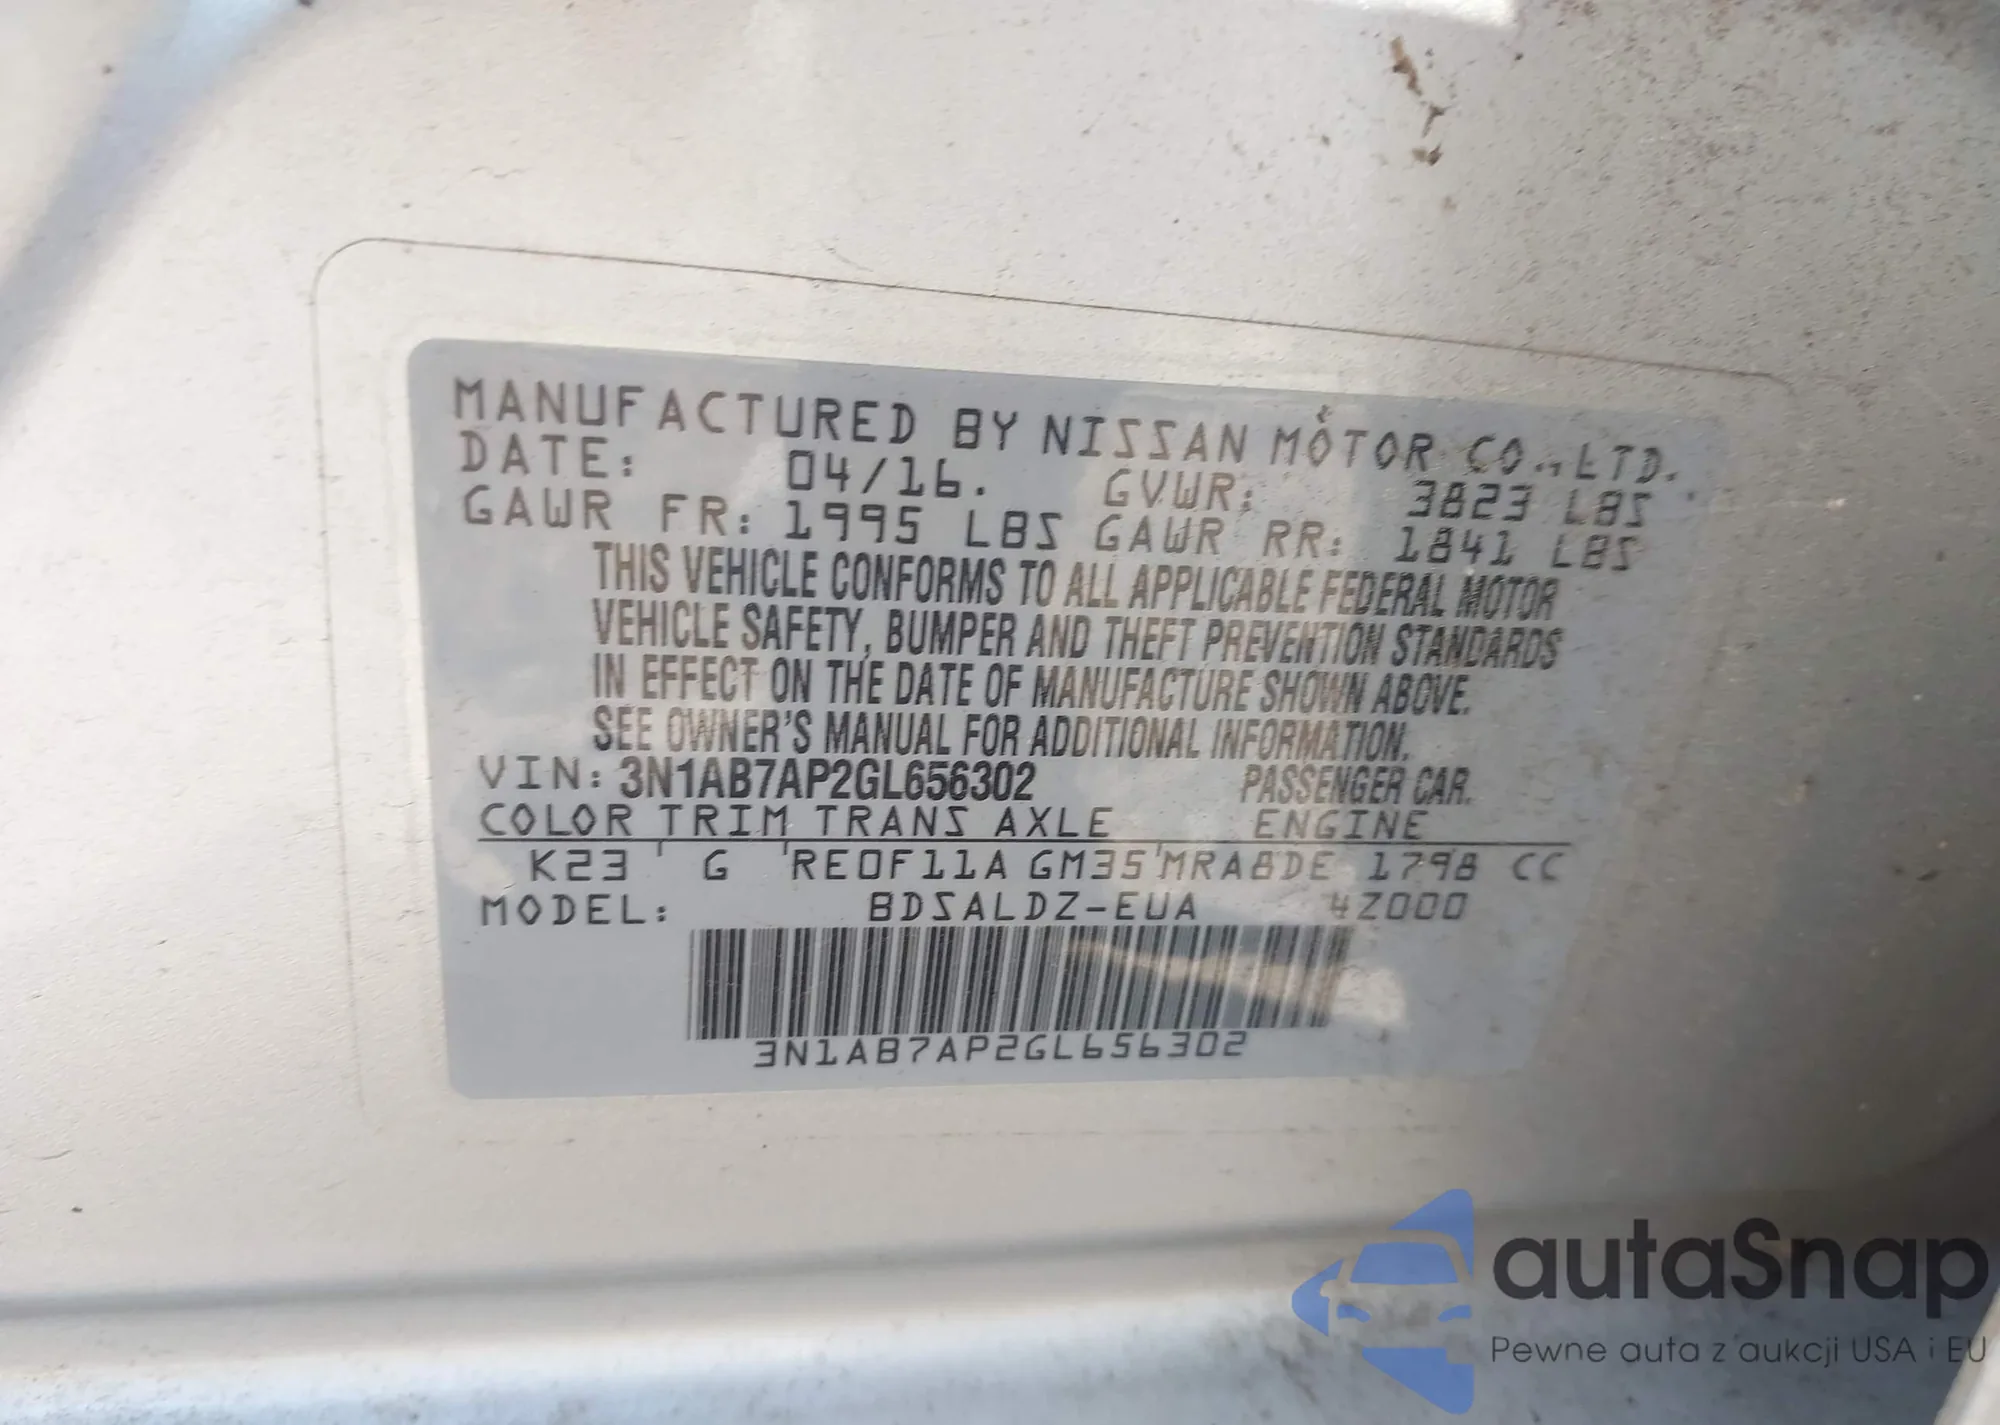 MANUFACTURED BY NISSAN MOTOR CO., LTD.
DATE: 04/16. GVWR: 3823 LBS
GAWR FR: 1995 LBS GAWR RR: 1841 LBS
THIS VEHICLE CONFORMS TO ALL APPLICABLE FEDERAL MOTOR
VEHICLE SAFETY, BUMPER AND THEFT PREVENTION STANDARDS
IN EFFECT ON THE DATE OF MANUFACTURE SHOWN ABOVE.
SEE OWNER'S MANUAL FOR ADDITIONAL INFORMATION.
VIN: 3N1AB7AP2GL656302 PASSENGER CAR.
COLOR TRIM TRANS AXLE ENGINE
K23 G RE0F11A GM35 MRA8DE 1798 CC
MODEL: BDSALDZ-EUA 4Z000
3N1AB7AP2GL656302
autaSnap
Pewne auta z aukcji USA i EU